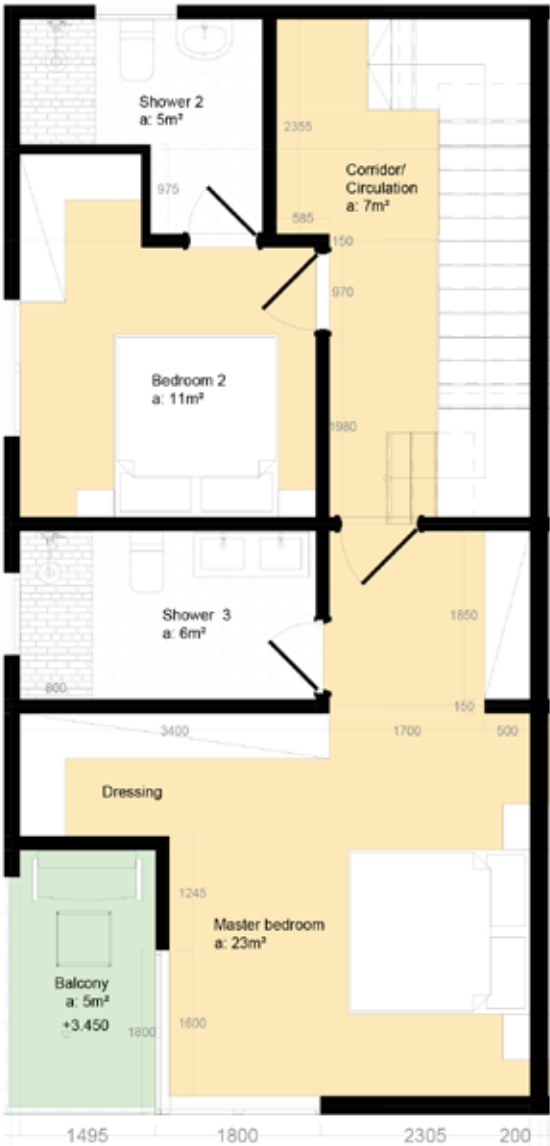 Shower 2
a: 5m²
2355
Corridor/
Circulation
a: 7m²
975
585
150
970
Bedroom 2
a: 11m²
1980
Shower 3
a: 6m²
1850
800
150
3400
1700
500
Dressing
1245
Master bedroom
a: 23m²
Balcony
a: 5m²
+3.450
1800
1600
1495
1800
2305
200